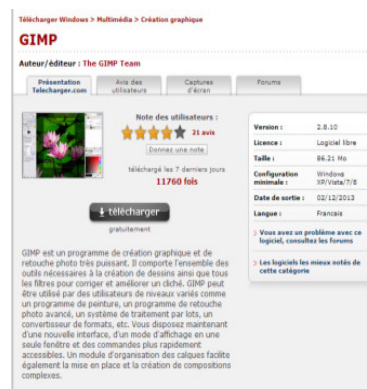 Télécharger Windows > Multimédia > Création graphique
GIMP
Auteur/éditeur : The GIMP Team
Présentation Telecharger.com
Avis des utilisateurs
Captures d'écran
Forums
Note des utilisateurs :
21 avis
Donnez une note
téléchargé les 7 derniers jours
11760 fois
télécharger
gratuitement
GIMP est un programme de création graphique et de
retouche photo très puissant. Il comporte l'ensemble des
outils nécessaires à la création de dessins ainsi que tous
les filtres pour corriger et améliorer un cliché. GIMP peut
être utilisé par des utilisateurs de niveaux variés comme
un programme de peinture, un programme de retouche
photo avancé, un système de traitement par lots, un
convertisseur de formats, etc. Vous disposez maintenant
d'une nouvelle interface, d'un mode d'affichage en une
seule fenêtre et des commandes plus rapidement
accessibles. Un module d'organisation des calques facilite
également la mise en place et la création de compositions
complexes.
Version : 2.8.10
Licence : Logiciel libre
Taille : 86.21 Mo
Configuration minimale : Windows XP/Vista/7/8
Date de sortie : 02/12/2013
Langue : Francais
Vous avez un problème avec ce
logiciel, consultez les forums
Les logiciels les mieux notés de
cette catégorie